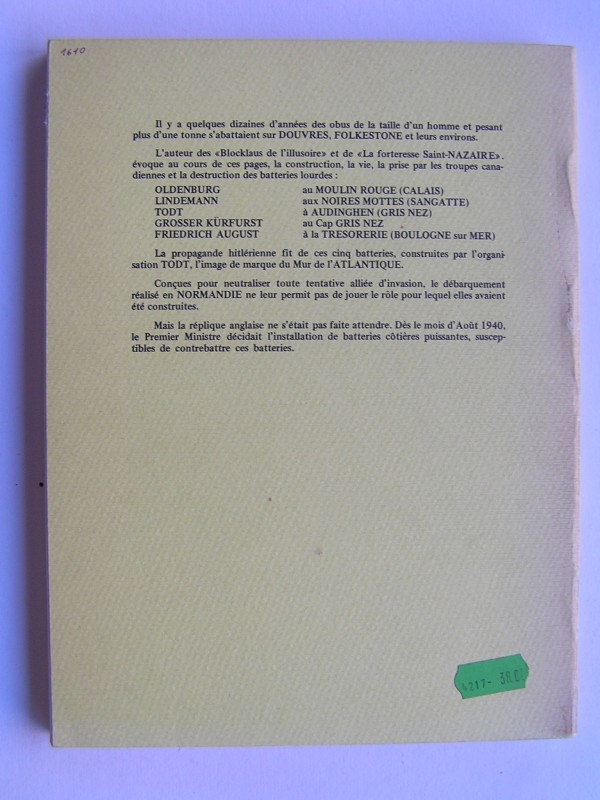 1610
Il y a quelques dizaines d'années des obus de la taille d'un homme et pesant
plus d'une tonne s'abattaient sur DOUVRES, FOLKESTONE et leurs environs.
L'auteur des «Blocklaus de l'illusoire» et de «La forteresse Saint-NAZAIRE».
évoque au cours de ces pages, la construction, la vie, la prise par les troupes cana-
diennes et la destruction des batteries lourdes :
OLDENBURG au MOULIN ROUGE (CALAIS)
LINDEMANN aux NOIRES MOTTES (SANGATTE)
TODT à AUDINGHEN (GRIS NEZ)
GROSSER KÜRFURST au Cap GRIS NEZ
FRIEDRICH AUGUST à la TRESORERIE (BOULOGNE sur MER)
La propagande hitlérienne fit de ces cinq batteries, construites par l'organi-
sation TODT, l'image de marque du Mur de l'ATLANTIQUE.
Conçues pour neutraliser toute tentative alliée d'invasion, le débarquement
réalisé en NORMANDIE ne leur permit pas de jouer le rôle pour lequel elles avaient
été construites.
Mais la réplique anglaise ne s'était pas faite attendre. Dès le mois d'Août 1940,
le Premier Ministre décidait l'installation de batteries côtières puissantes, suscep-
tibles de contrebattre ces batteries.
4217-